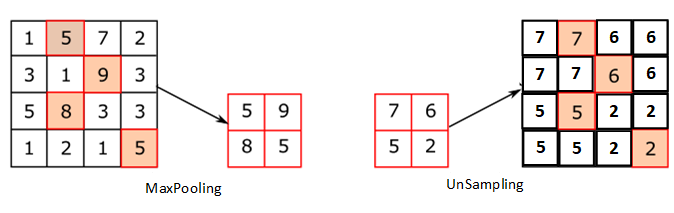 1 5 7 2
3 1 9 3
5 8 3 3
1 2 1 5
5 9
8 5
MaxPooling
7 6
5 2
7 7 6 6
7 7 6 6
5 5 2 2
5 5 2 2
UnSampling